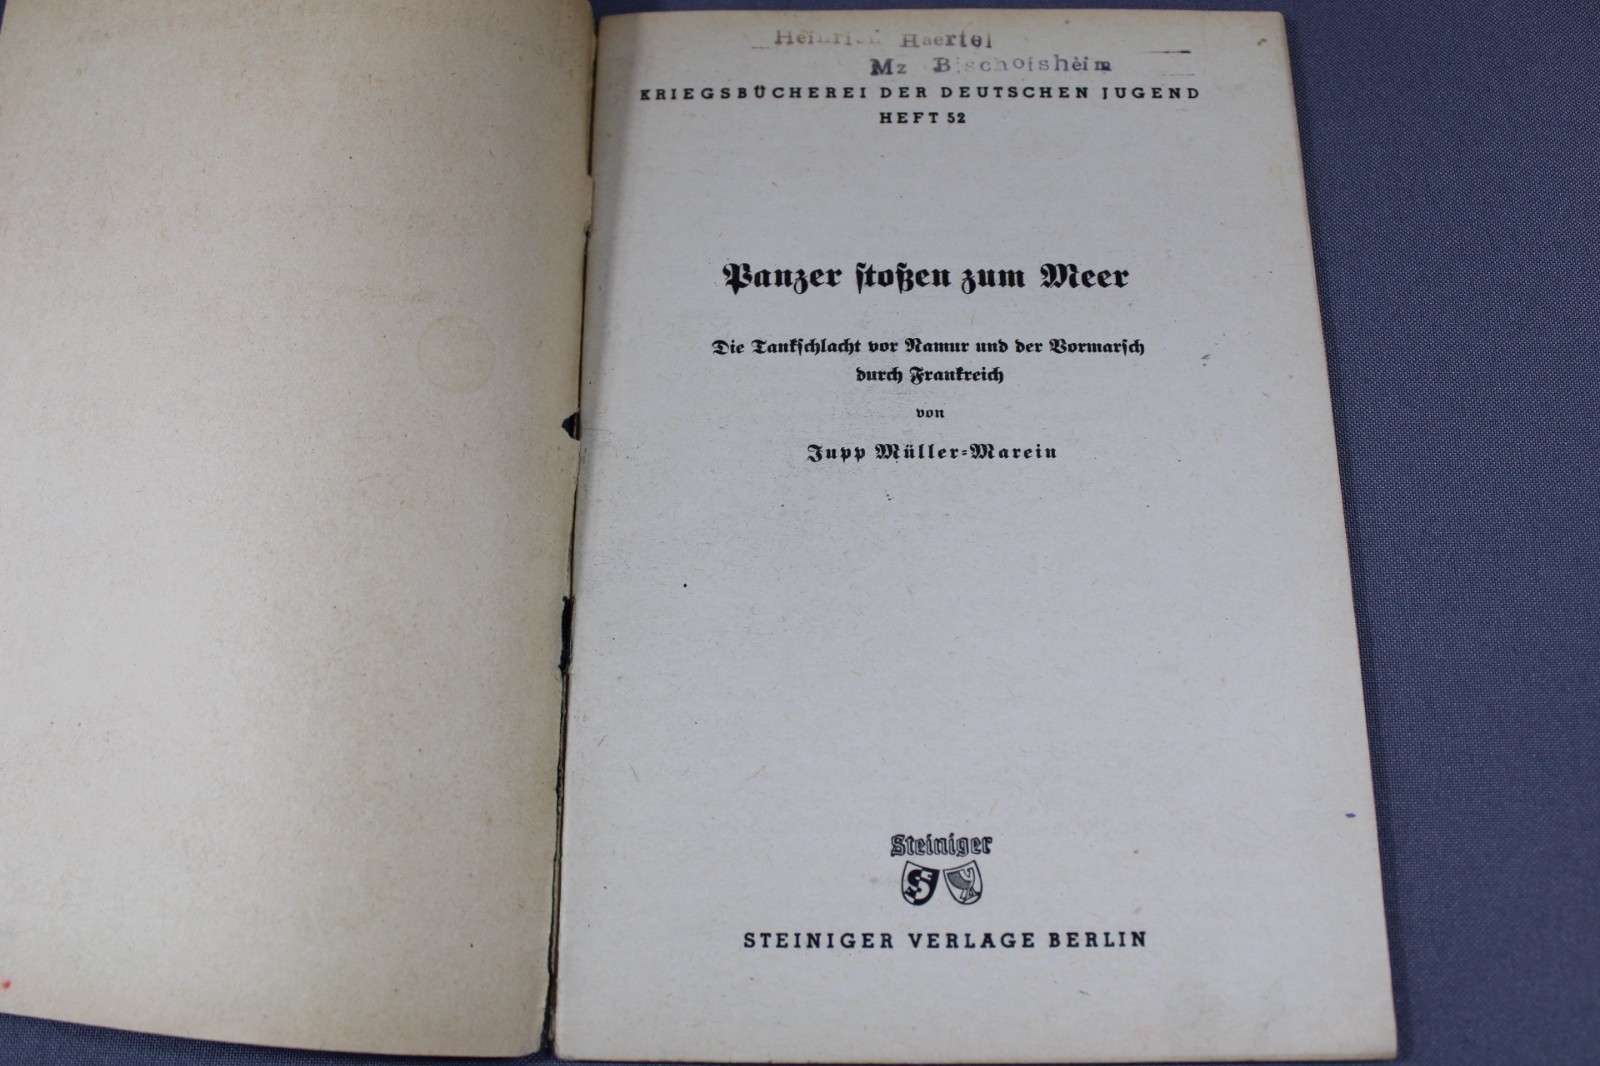 Heinrich Haertel
Mz Bischofsheim
KRIEGSBÜCHEREI DER DEUTSCHEN JUGEND
HEFT 52
Panzer stoßen zum Meer
Die Tankschlacht vor Namur und der Vormarsch
durch Frankreich
von
Jupp Müller-Marein
Steiniger
STEINIGER VERLAGE BERLIN